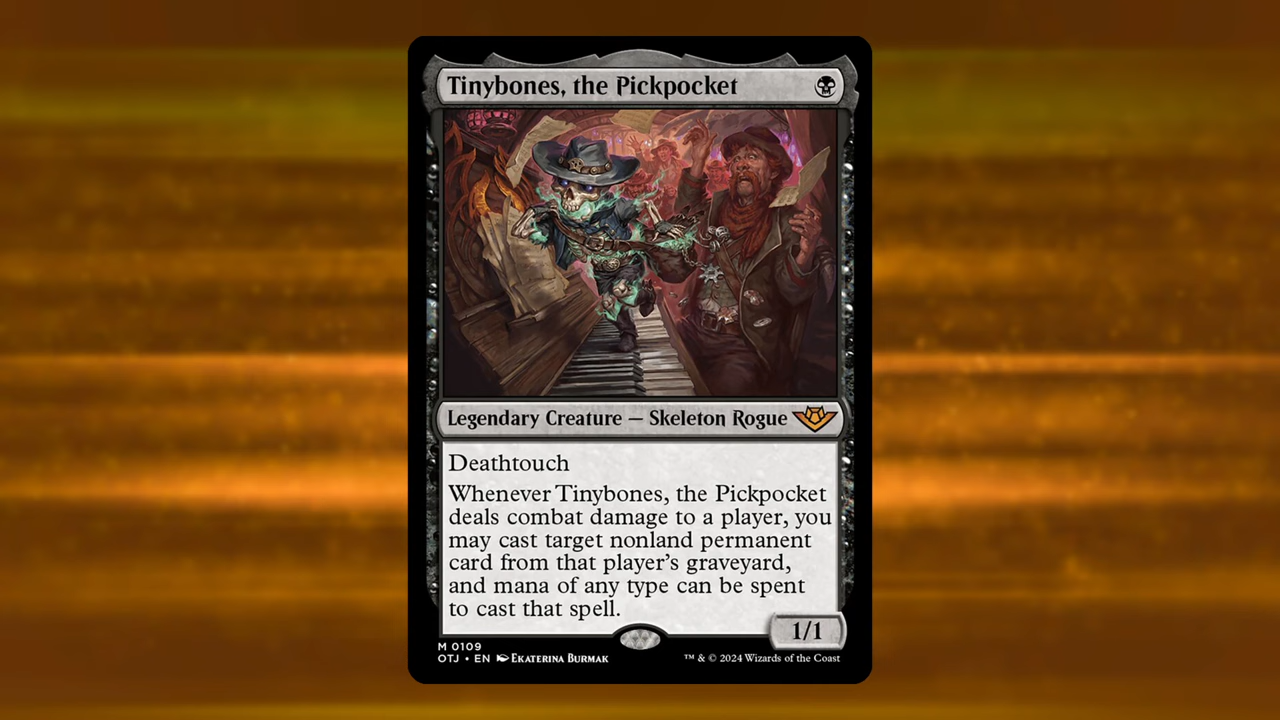 Tinybones, the Pickpocket
Legendary Creature — Skeleton Rogue
Deathtouch
Whenever Tinybones, the Pickpocket
deals combat damage to a player, you
may cast target nonland permanent
card from that player's graveyard,
and mana of any type can be spent
to cast that spell.
1/1
M 0109
OTJ • EN Ekaterina Burmak
™ & © 2024 Wizards of the Coast